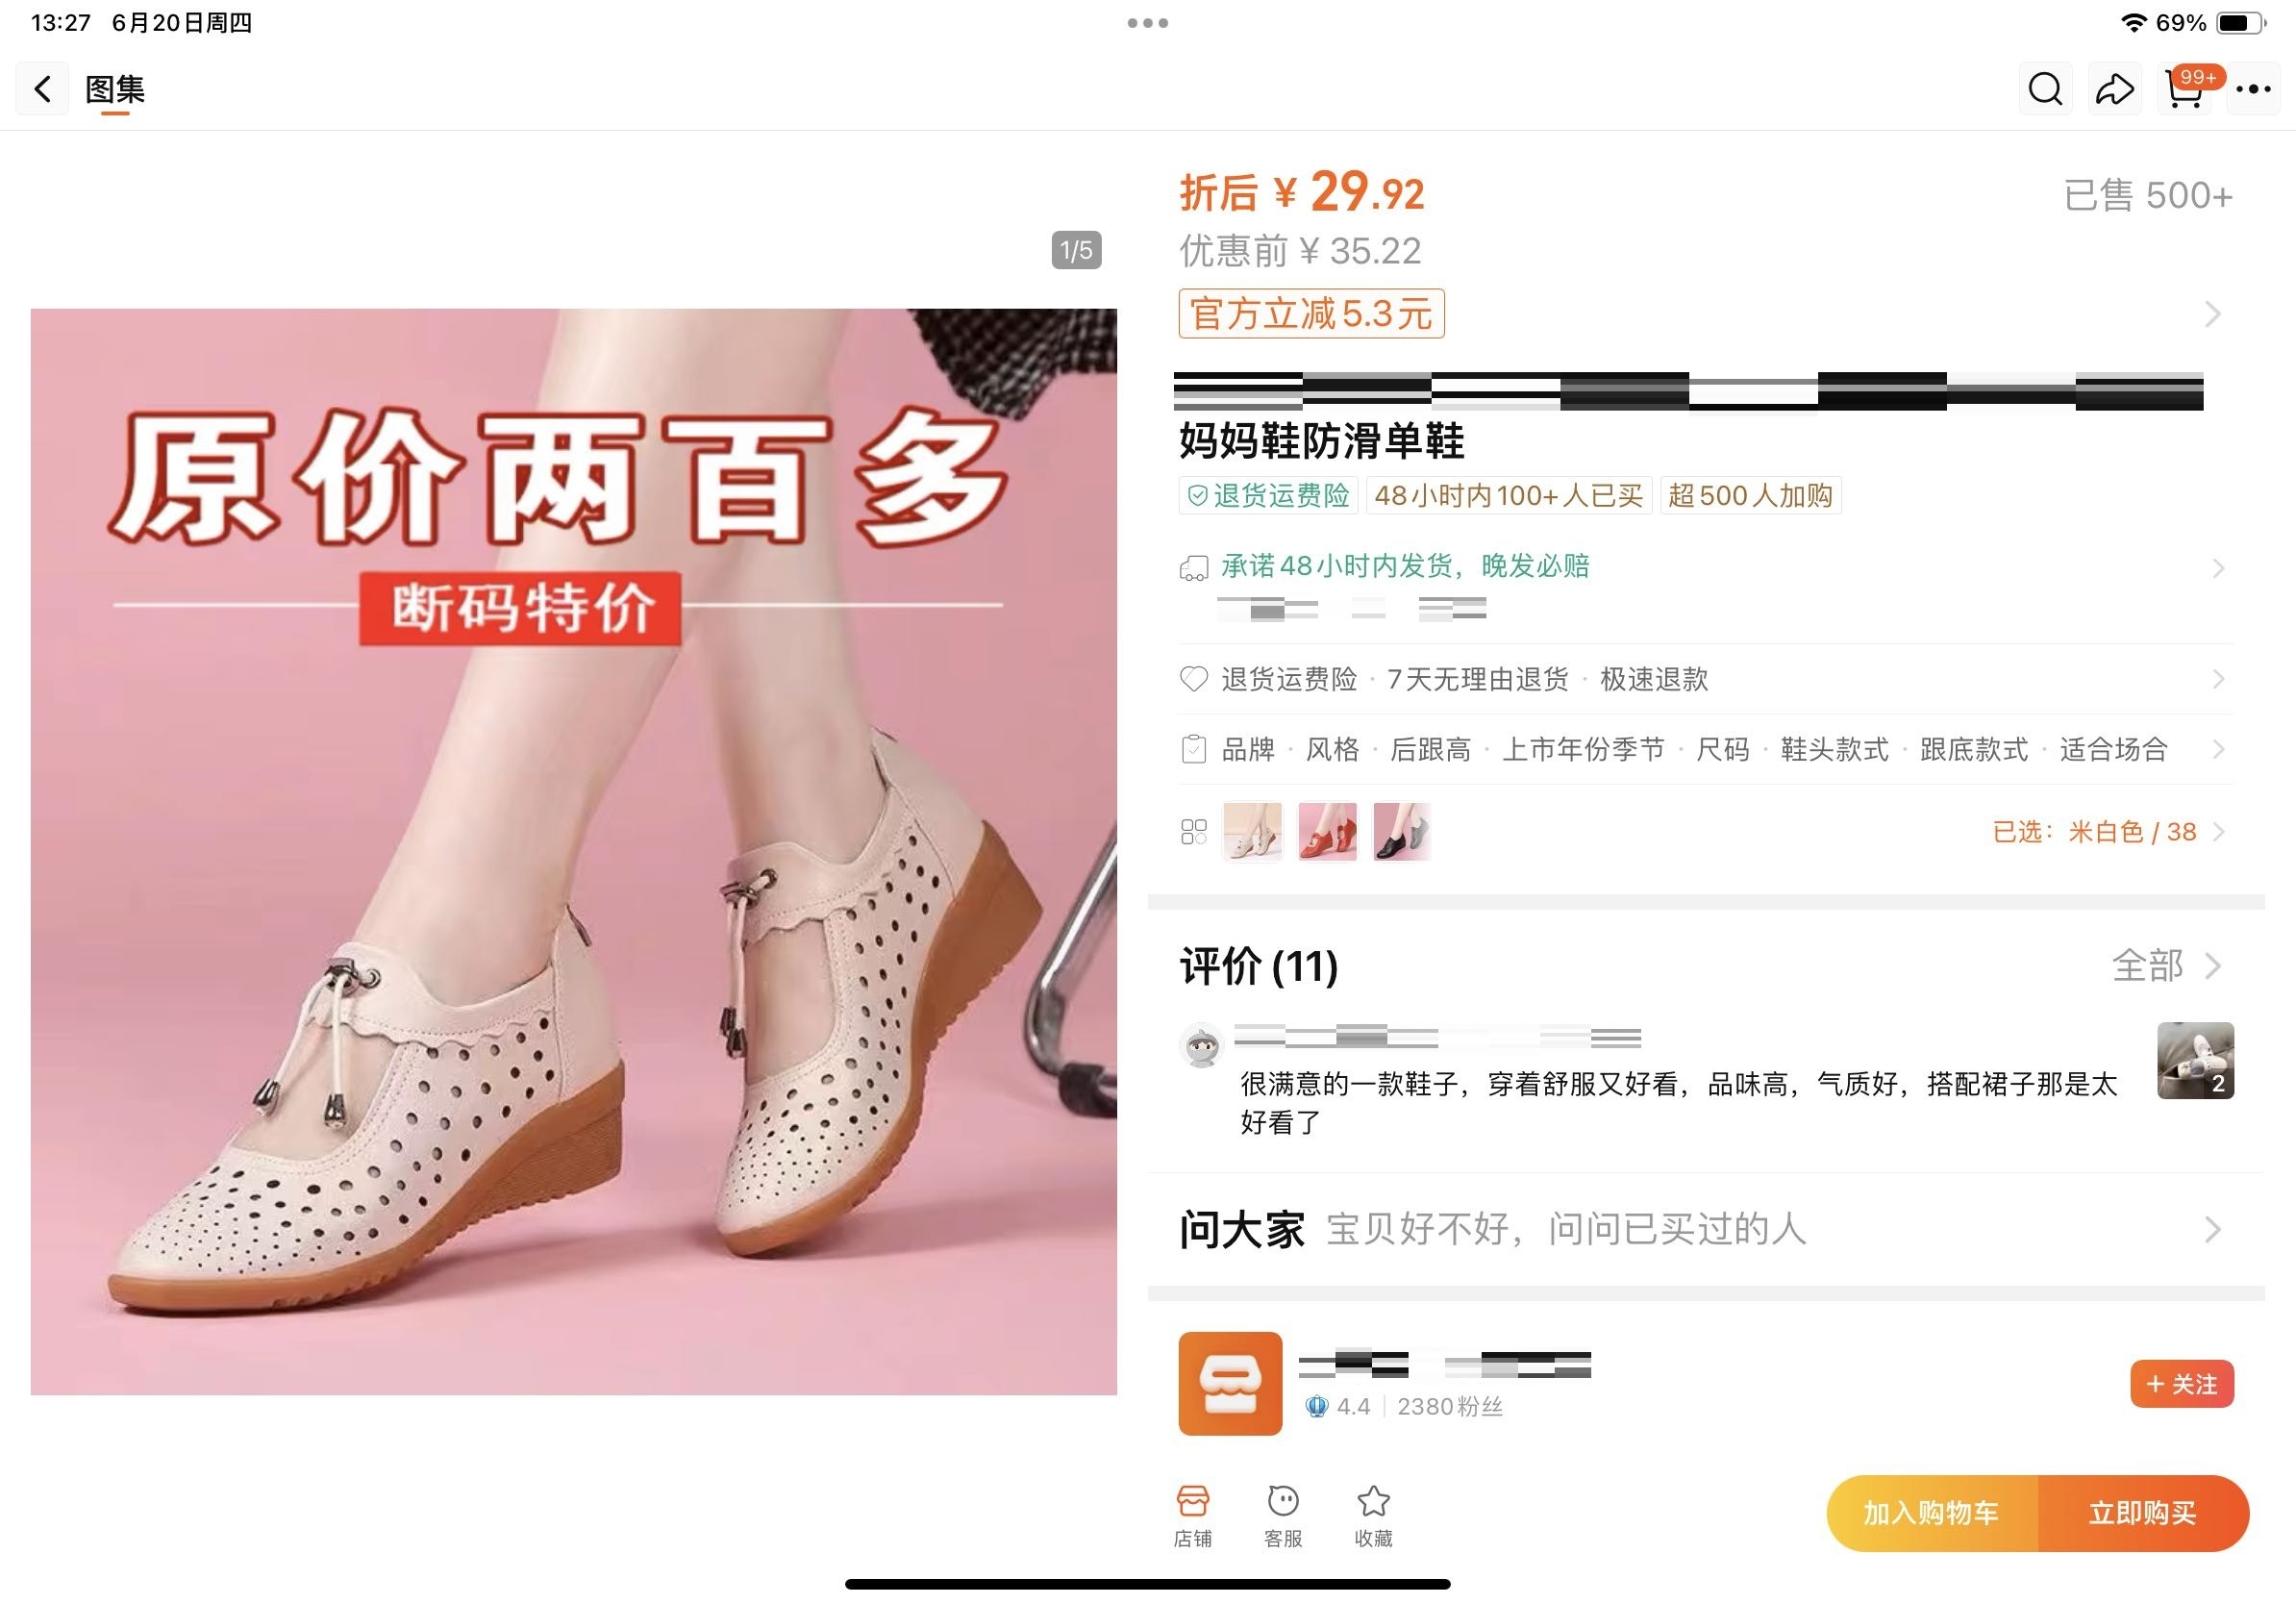 13:27 6月20日周四
69%
图集
99+
1/5
原价两百多
断码特价
折后 ¥ 29.92
已售 500+
优惠前 ¥ 35.22
官方立减5.3元
妈妈鞋防滑单鞋
退货运费险 48小时内100+人已买 超500人加购
承诺48小时内发货，晚发必赔
退货运费险 · 7天无理由退货 · 极速退款
品牌 · 风格 · 后跟高 · 上市年份季节 · 尺码 · 鞋头款式 · 跟底款式 · 适合场合
已选：米白色 / 38
评价 (11)
全部
很满意的一款鞋子，穿着舒服又好看，品味高，气质好，搭配裙子那是太
好看了
2
问大家 宝贝好不好，问问已买过的人
4.4 2380粉丝
+ 关注
店铺 客服 收藏
加入购物车 立即购买